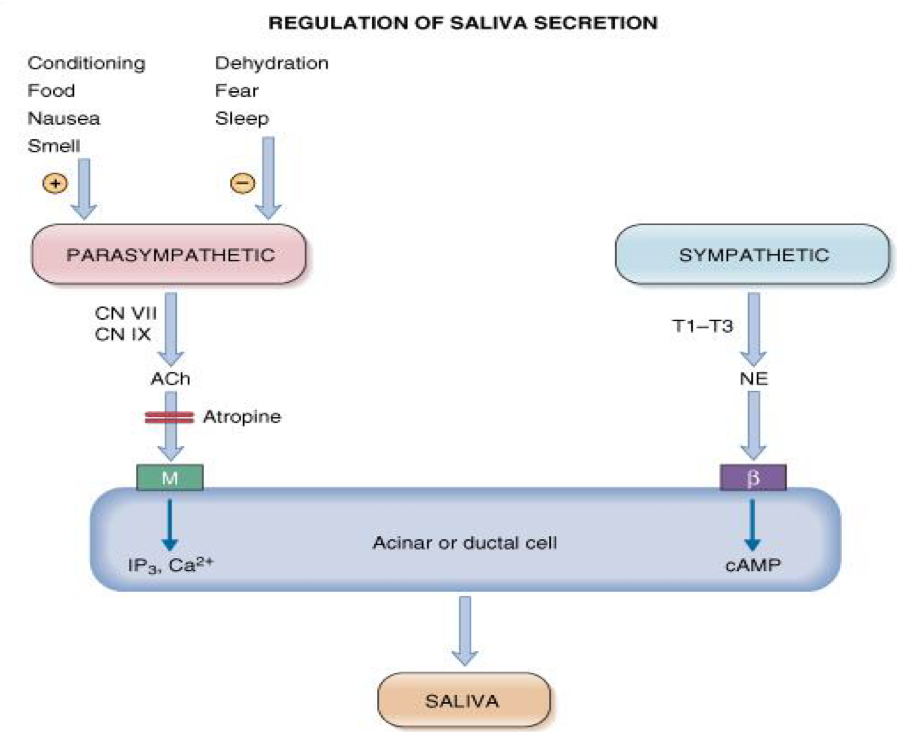 REGULATION OF SALIVA SECRETION
Conditioning
Food
Nausea
Smell
Dehydration
Fear
Sleep
+
−
PARASYMPATHETIC
SYMPATHETIC
CN VII
CN IX
T1–T3
ACh
NE
Atropine
M
β
Acinar or ductal cell
IP₃, Ca²⁺
cAMP
SALIVA